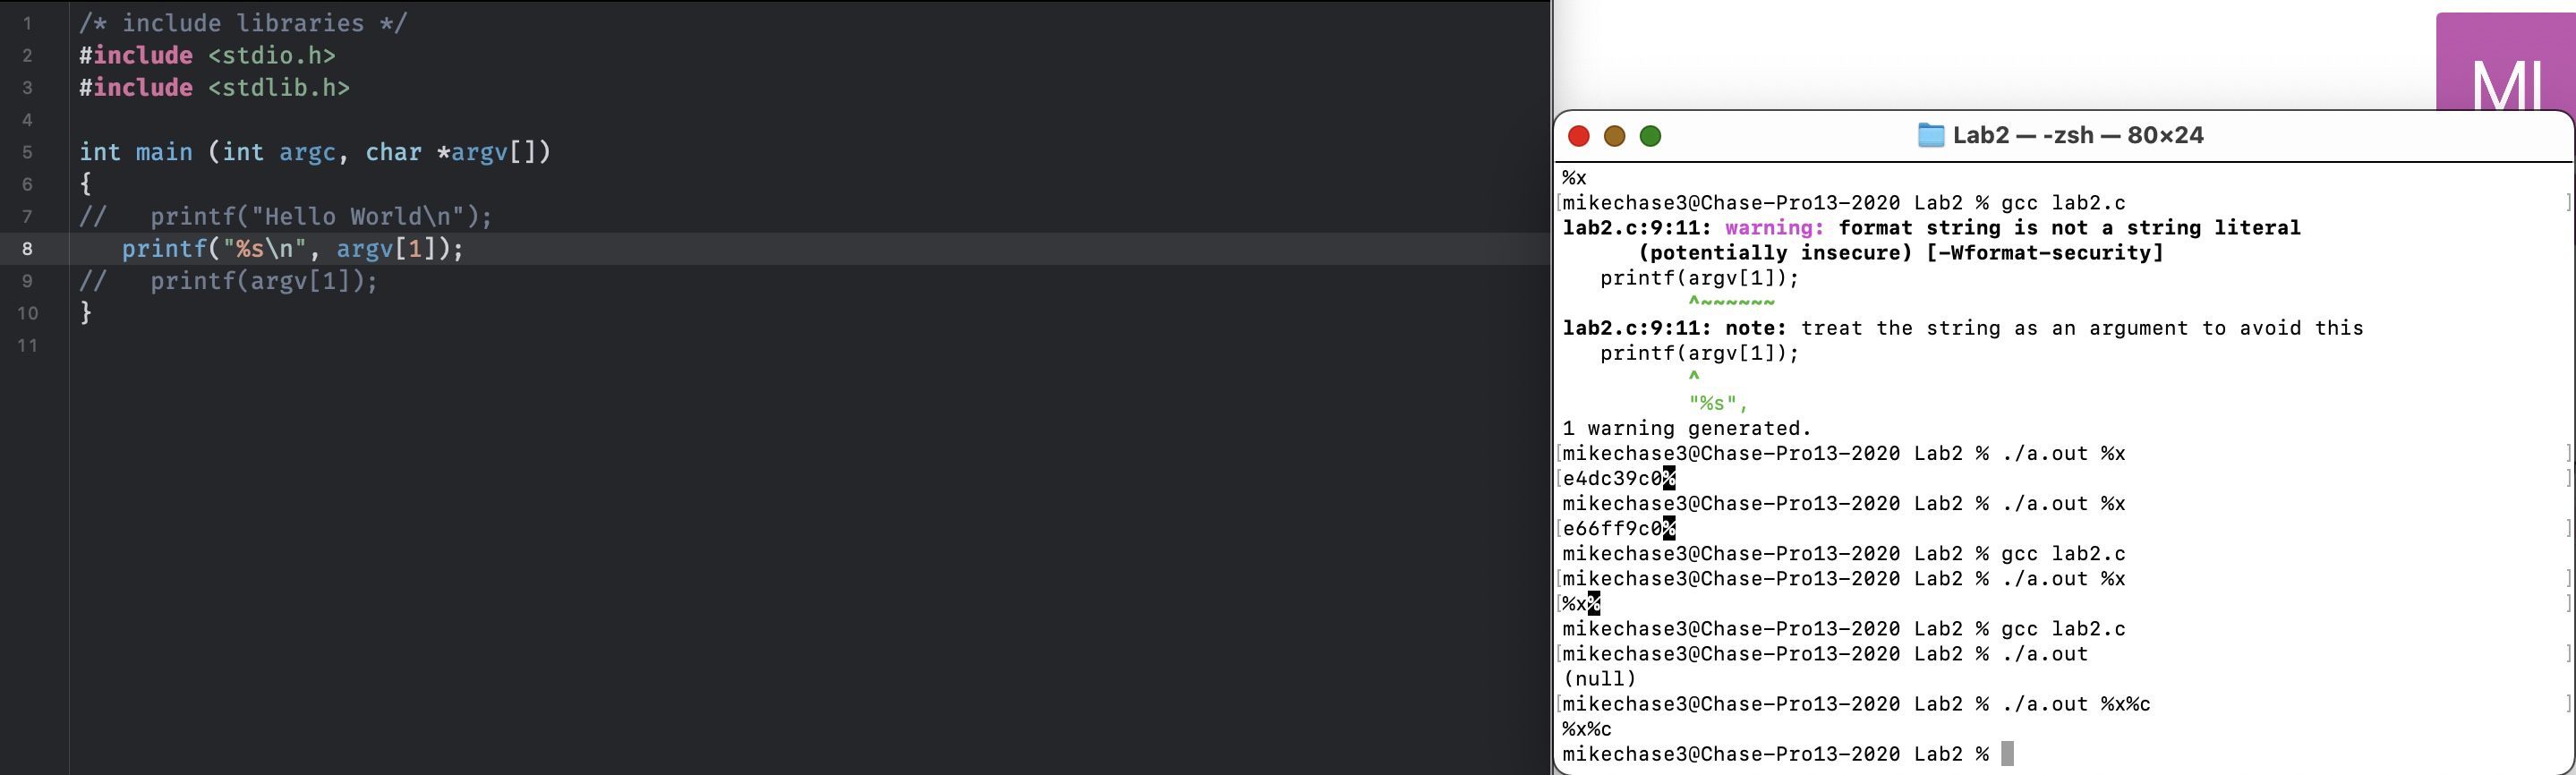 1 /* include libraries */
2 #include <stdio.h>
3 #include <stdlib.h>
4
5 int main (int argc, char *argv[])
6 {
7 //   printf("Hello World\n");
8    printf("%s\n", argv[1]);
9 //   printf(argv[1]);
10 }
11
MI
Lab2 — -zsh — 80×24
%x
[mikechase3@Chase-Pro13-2020 Lab2 % gcc lab2.c ]
lab2.c:9:11: warning: format string is not a string literal
      (potentially insecure) [-Wformat-security]
   printf(argv[1]);
          ^~~~~~~
lab2.c:9:11: note: treat the string as an argument to avoid this
   printf(argv[1]);
          ^
          "%s",
1 warning generated.
[mikechase3@Chase-Pro13-2020 Lab2 % ./a.out %x ]
[e4dc39c0% ]
mikechase3@Chase-Pro13-2020 Lab2 % ./a.out %x
[e66ff9c0% ]
mikechase3@Chase-Pro13-2020 Lab2 % gcc lab2.c
[mikechase3@Chase-Pro13-2020 Lab2 % ./a.out %x ]
[%x% ]
mikechase3@Chase-Pro13-2020 Lab2 % gcc lab2.c
[mikechase3@Chase-Pro13-2020 Lab2 % ./a.out ]
(null)
[mikechase3@Chase-Pro13-2020 Lab2 % ./a.out %x%c ]
%x%c
mikechase3@Chase-Pro13-2020 Lab2 %